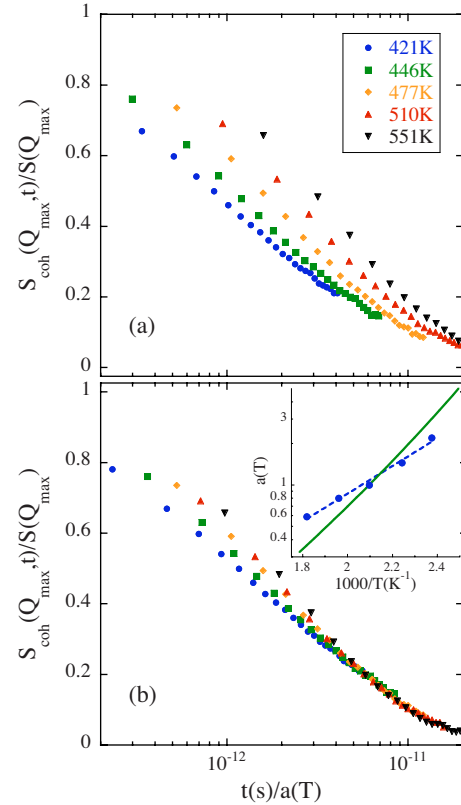 1
0.8
0.6
0.4
0.2
0
S_coh(Q_max,t)/S(Q_max)
421K
446K
477K
510K
551K
(a)
1
0.8
0.6
0.4
0.2
0
S_coh(Q_max,t)/S(Q_max)
3
1
0.8
0.6
0.4
a(T)
1.8 2 2.2 2.4
1000/T(K^-1)
(b)
10^-12 10^-11
t(s)/a(T)